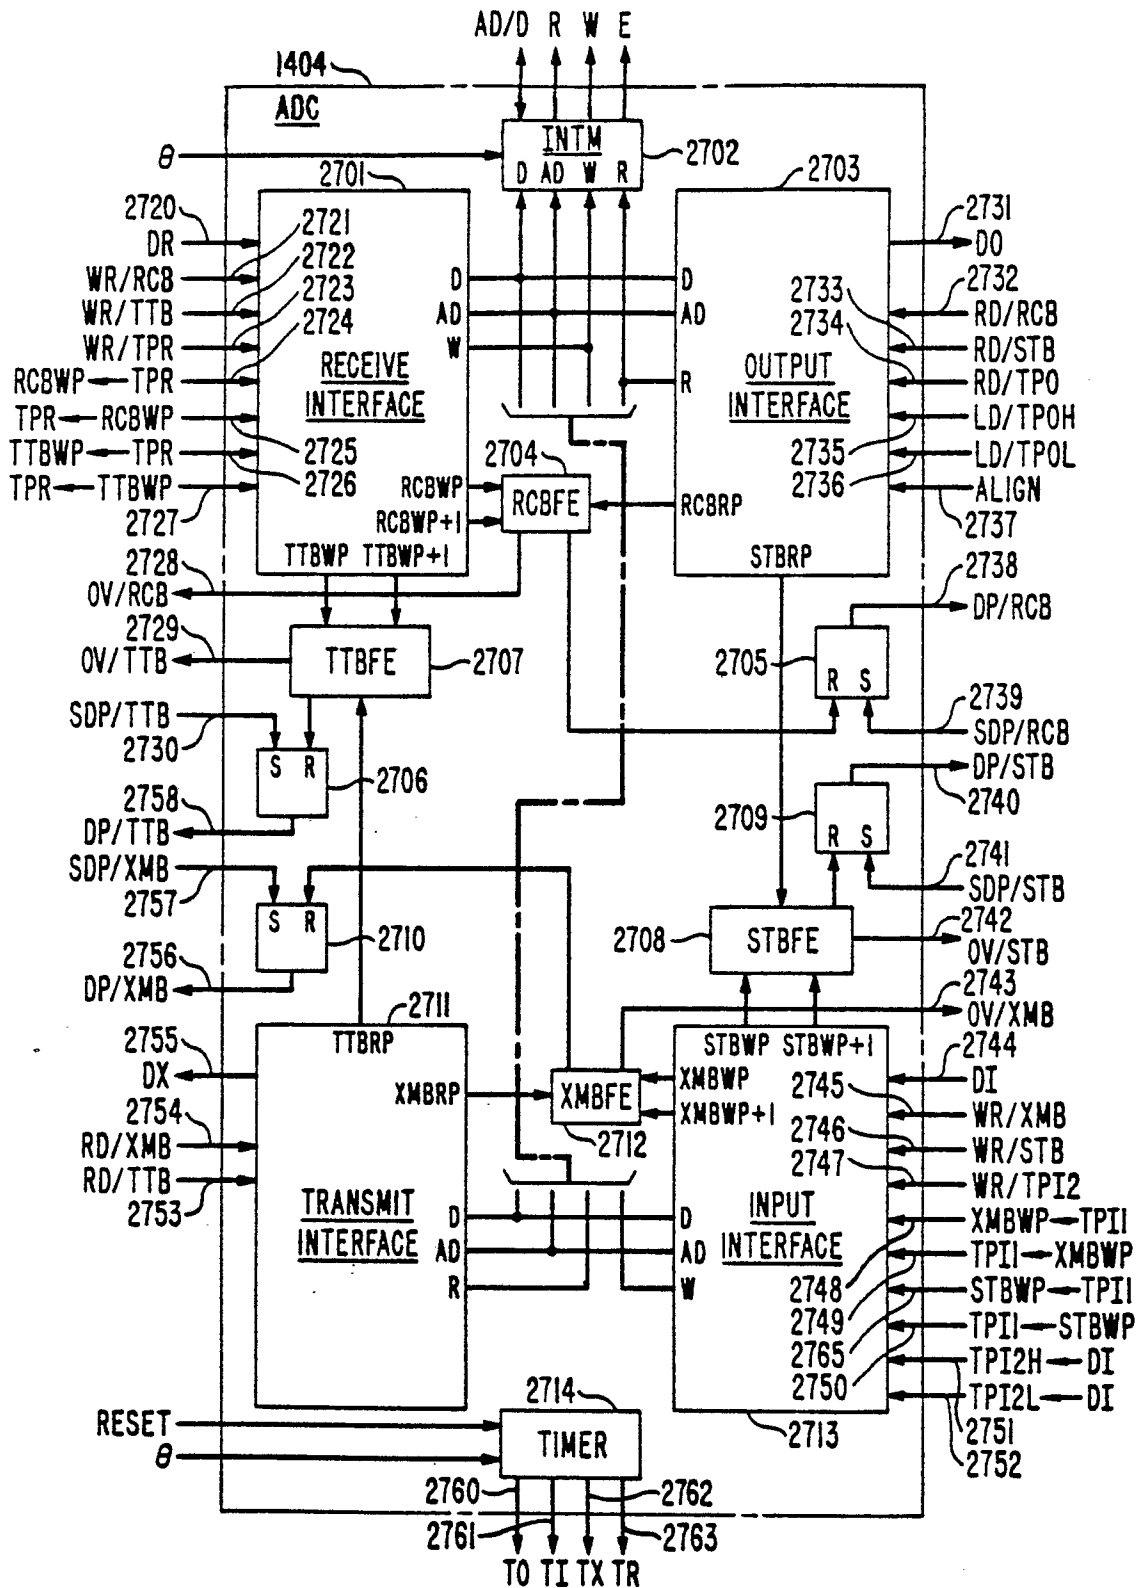 AD/D R W E
1404
ADC
θ
INTM
D AD W R
2702
2701
2703
2720
DR
2721
WR/RCB
2722
WR/TTB
2723
WR/TPR
2724
RCBWP←TPR
TPR←RCBWP
2725
TTBWP←TPR
2726
TPR←TTBWP
2727
RECEIVE
INTERFACE
D
AD
W
RCBWP
RCBWP+1
TTBWP TTBWP+1
D
AD
R
OUTPUT
INTERFACE
RCBRP
STBRP
2731
DO
2732
RD/RCB
2733
RD/STB
2734
RD/TPO
LD/TPOH
2735
LD/TPOL
2736
ALIGN
2737
2704
RCBFE
2728
OV/RCB
2729
OV/TTB
TTBFE
2707
SDP/TTB
2730
S R
2706
2758
DP/TTB
SDP/XMB
2757
S R
2710
2756
DP/XMB
2738
DP/RCB
2705
R S
2739
SDP/RCB
DP/STB
2740
2709
R S
2741
SDP/STB
2708
STBFE
2742
OV/STB
2743
OV/XMB
2711
TTBRP
2755
DX
2754
RD/XMB
RD/TTB
2753
XMBRP
XMBFE
2712
TRANSMIT
INTERFACE
D
AD
R
STBWP STBWP+1
XMBWP
XMBWP+1
2744
DI
2745
WR/XMB
2746
WR/STB
2747
WR/TPI2
XMBWP←TPI1
2748
TPI1←XMBWP
2749
STBWP←TPI1
2765
TPI1←STBWP
2750
TPI2H←DI
TPI2L←DI
2751
2752
D
AD
W
INPUT
INTERFACE
2713
RESET
θ
2714
TIMER
2760
2761
2762
2763
TO TI TX TR